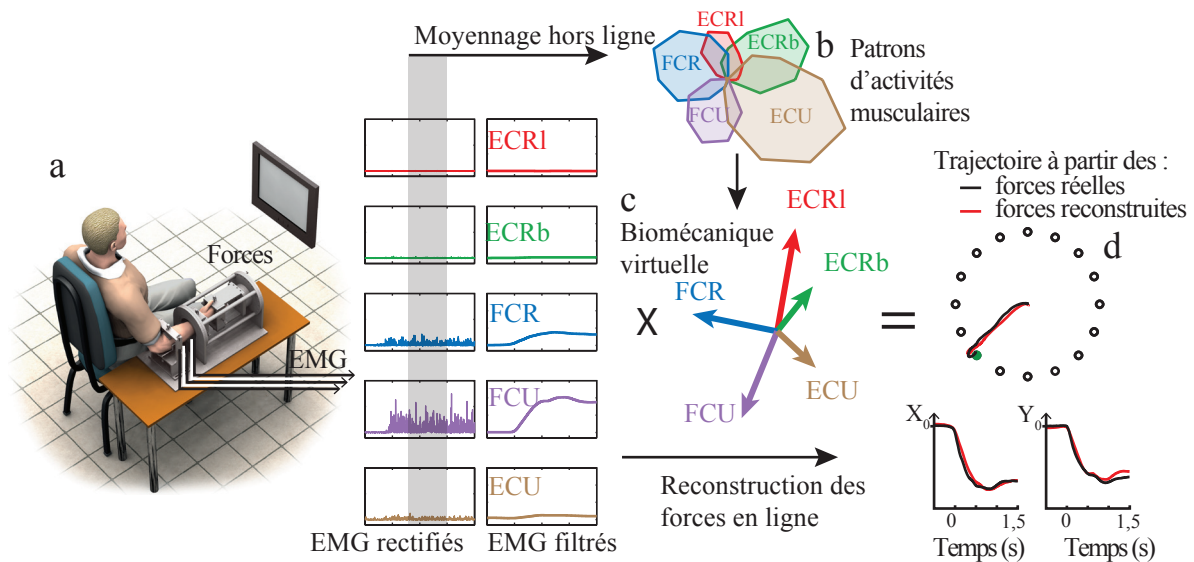 Moyennage hors ligne
ECRl
ECRb
FCR
FCU
ECU
b
Patrons
d'activités
musculaires
a
Forces
EMG
ECRl
ECRb
FCR
FCU
ECU
EMG rectifiés
EMG filtrés
c
Biomécanique
virtuelle
X
ECRl
ECRb
FCR
FCU
ECU
=
Reconstruction des
forces en ligne
Trajectoire à partir des :
forces réelles
forces reconstruites
d
X
0
0
1,5
Temps (s)
Y
0
0
1,5
Temps (s)